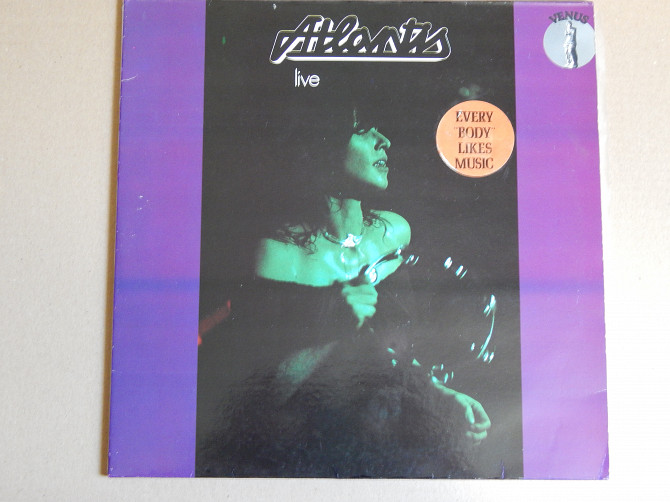 Atlantis
live
VENUS
EVERY
"BODY"
LIKES
MUSIC